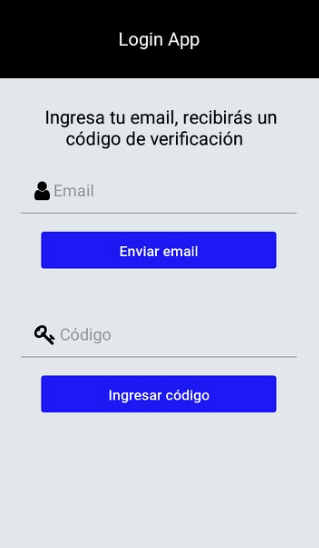 Login App
Ingresa tu email, recibirás un
código de verificación
Email
Enviar email
Código
Ingresar código